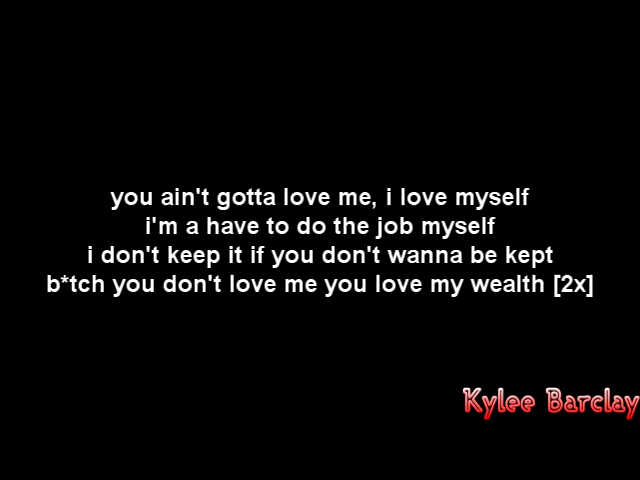 you ain't gotta love me, i love myself
i'm a have to do the job myself
i don't keep it if you don't wanna be kept
b*tch you don't love me you love my wealth [2x]
Kylee Barclay